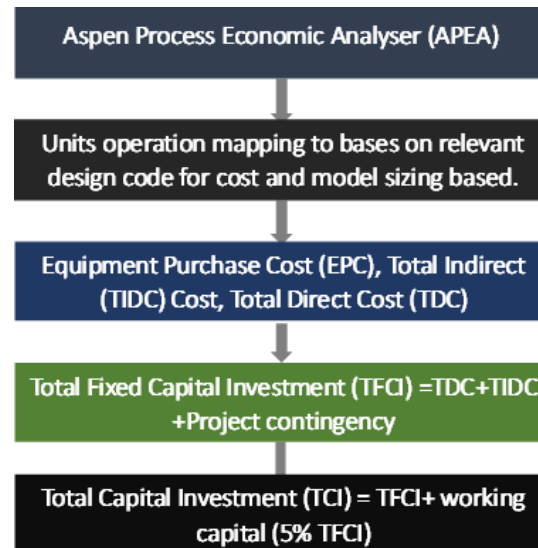 Aspen Process Economic Analyser (APEA)
Units operation mapping to bases on relevant
design code for cost and model sizing based.
Equipment Purchase Cost (EPC), Total Indirect
(TIDC) Cost, Total Direct Cost (TDC)
Total Fixed Capital Investment (TFCI) =TDC+TIDC
+Project contingency
Total Capital Investment (TCI) = TFCI+ working
capital (5% TFCI)